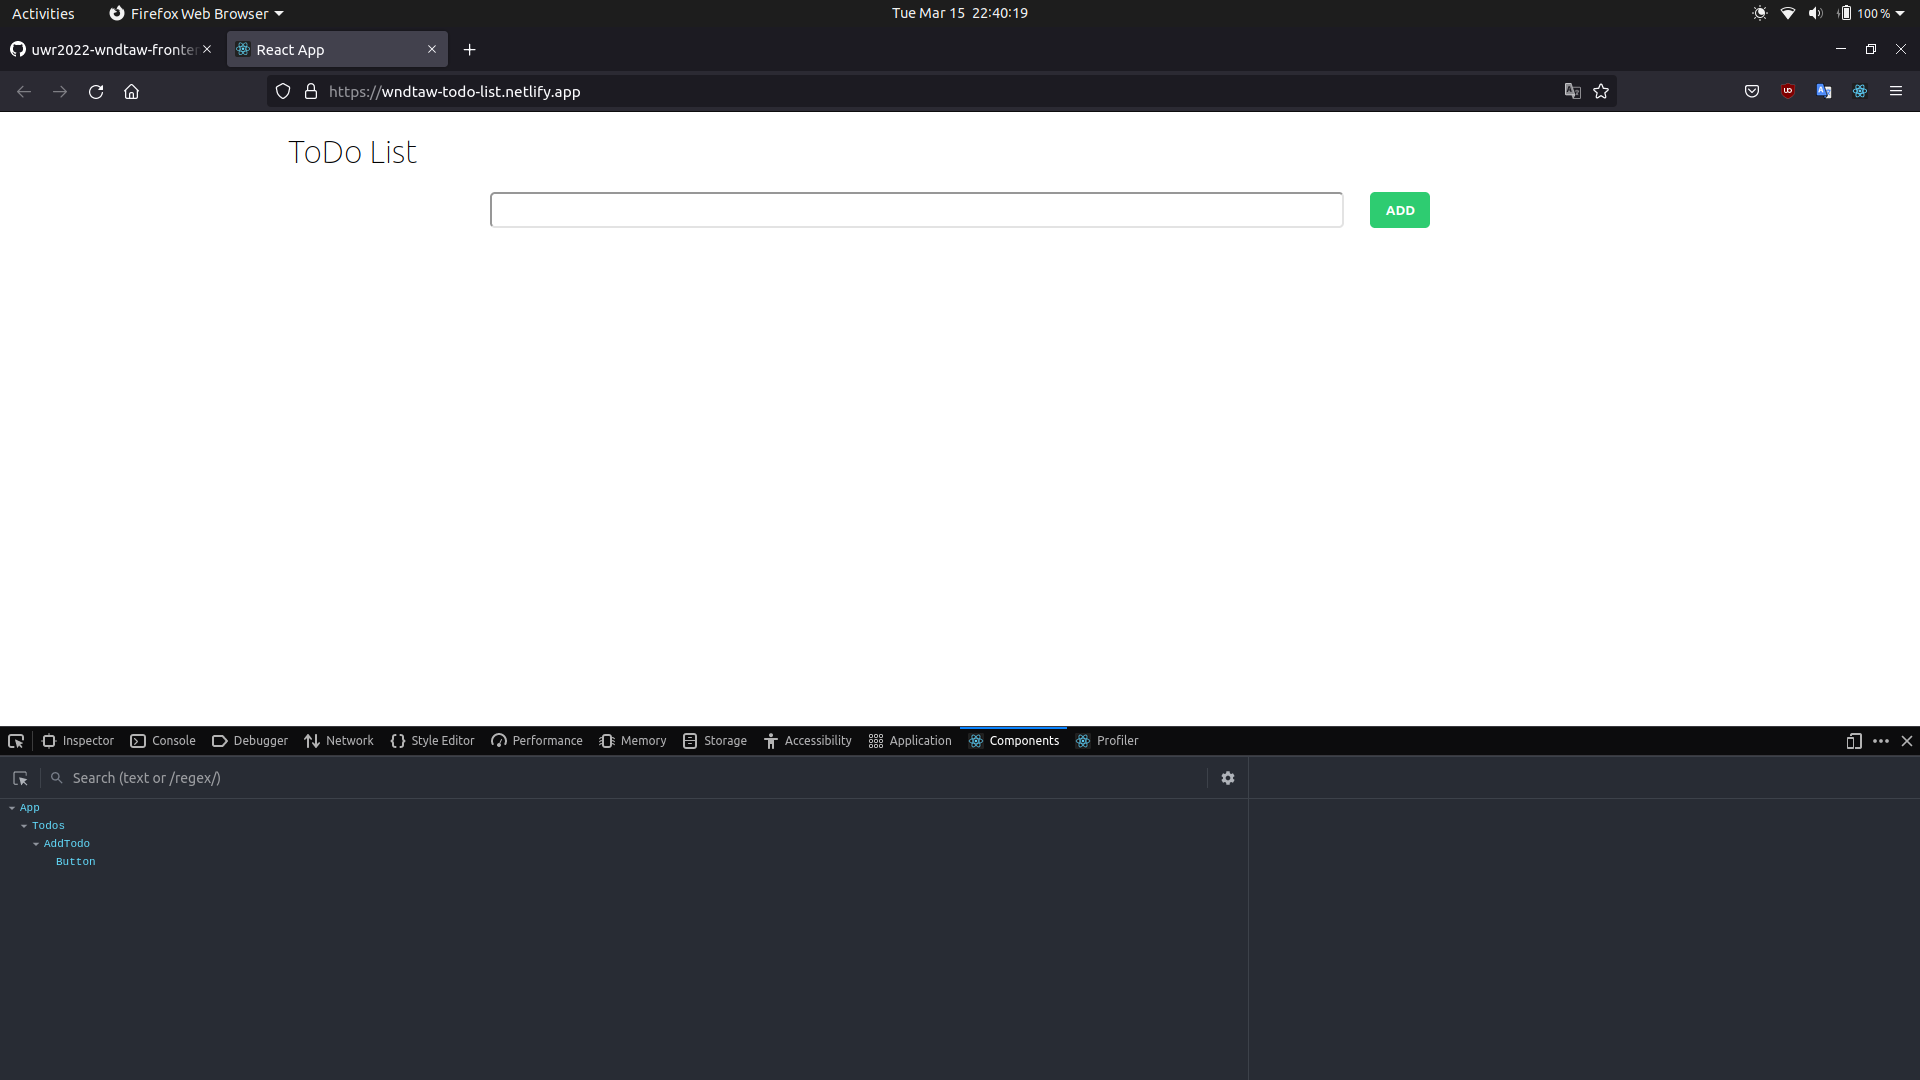 Activities Firefox Web Browser Tue Mar 15 22:40:19 100 %
uwr2022-wndtaw-fronter React App
https://wndtaw-todo-list.netlify.app
ToDo List
ADD
Inspector Console Debugger Network Style Editor Performance Memory Storage Accessibility Application Components Profiler
Search (text or /regex/)
App
Todos
AddTodo
Button